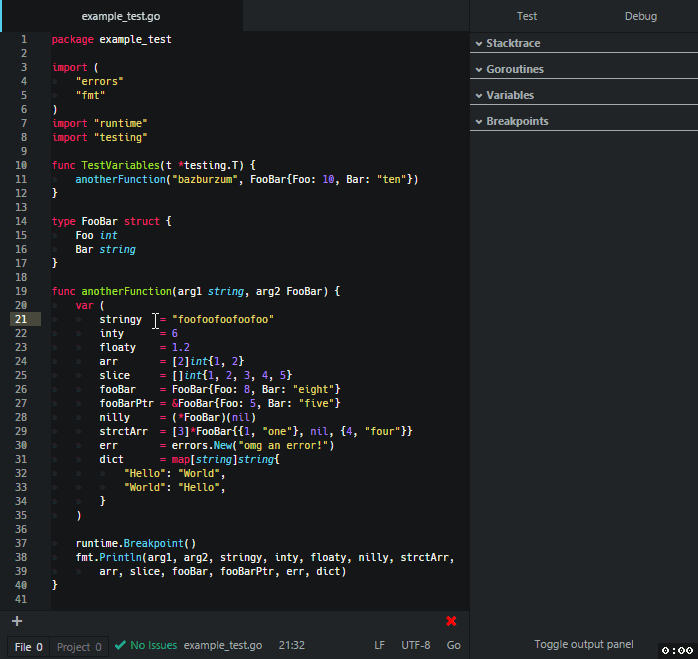 example_test.go
Test Debug
1 package example_test
2
3 import (
4 "errors"
5 "fmt"
6 )
7 import "runtime"
8 import "testing"
9
10 func TestVariables(t *testing.T) {
11 anotherFunction("bazburzum", FooBar{Foo: 10, Bar: "ten"})
12 }
13
14 type FooBar struct {
15 Foo int
16 Bar string
17 }
18
19 func anotherFunction(arg1 string, arg2 FooBar) {
20 var (
21 stringy = "foofoofoofoofoo"
22 inty = 6
23 floaty = 1.2
24 arr = [2]int{1, 2}
25 slice = []int{1, 2, 3, 4, 5}
26 fooBar = FooBar{Foo: 8, Bar: "eight"}
27 fooBarPtr = &FooBar{Foo: 5, Bar: "five"}
28 nilly = (*FooBar)(nil)
29 strctArr = [3]*FooBar{{1, "one"}, nil, {4, "four"}}
30 err = errors.New("omg an error!")
31 dict = map[string]string{
32 "Hello": "World",
33 "World": "Hello",
34 }
35 )
36
37 runtime.Breakpoint()
38 fmt.Println(arg1, arg2, stringy, inty, floaty, nilly, strctArr,
39 arr, slice, fooBar, fooBarPtr, err, dict)
40 }
41
Stacktrace
Goroutines
Variables
Breakpoints
File 0 Project 0 No Issues example_test.go 21:32 LF UTF-8 Go
Toggle output panel
0:00